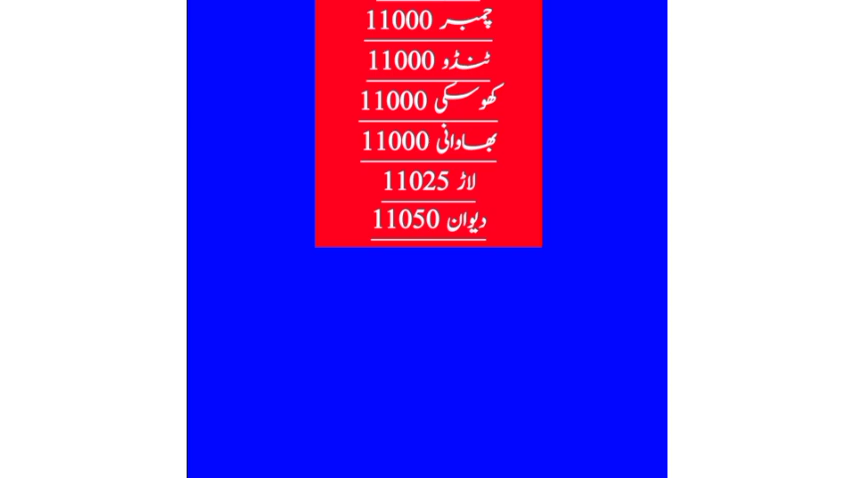 چمبر 11000
ٹنڈو 11000
کھوسکی 11000
بھاوانی 11000
لاڑ 11025
دیوان 11050